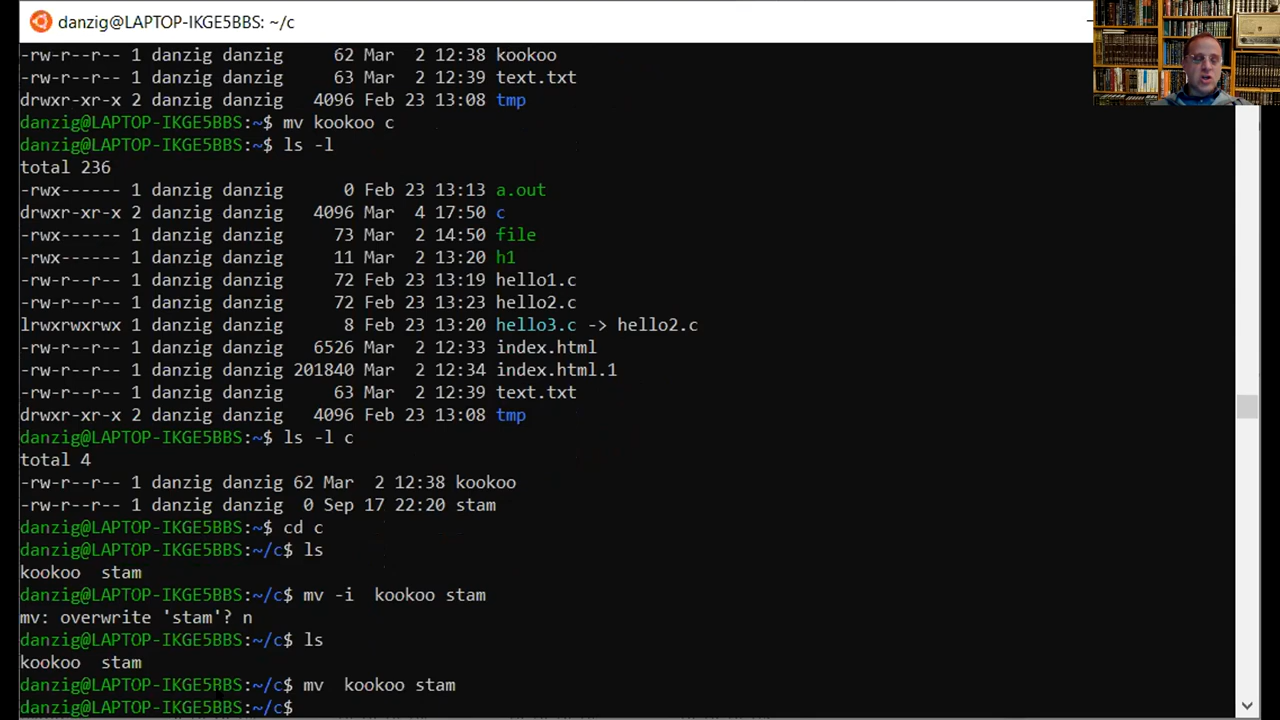 danzig@LAPTOP-IKGE5BBS: ~/c
-rw-r--r-- 1 danzig danzig     62 Mar  2 12:38 kookoo
-rw-r--r-- 1 danzig danzig     63 Mar  2 12:39 text.txt
drwxr-xr-x 2 danzig danzig   4096 Feb 23 13:08 tmp
danzig@LAPTOP-IKGE5BBS:~$ mv kookoo c
danzig@LAPTOP-IKGE5BBS:~$ ls -l
total 236
-rwx------ 1 danzig danzig      0 Feb 23 13:13 a.out
drwxr-xr-x 2 danzig danzig   4096 Mar  4 17:50 c
-rwx------ 1 danzig danzig     73 Mar  2 14:50 file
-rwx------ 1 danzig danzig     11 Mar  2 13:20 h1
-rw-r--r-- 1 danzig danzig     72 Feb 23 13:19 hello1.c
-rw-r--r-- 1 danzig danzig     72 Feb 23 13:23 hello2.c
lrwxrwxrwx 1 danzig danzig      8 Feb 23 13:20 hello3.c -> hello2.c
-rw-r--r-- 1 danzig danzig   6526 Mar  2 12:33 index.html
-rw-r--r-- 1 danzig danzig 201840 Mar  2 12:34 index.html.1
-rw-r--r-- 1 danzig danzig     63 Mar  2 12:39 text.txt
drwxr-xr-x 2 danzig danzig   4096 Feb 23 13:08 tmp
danzig@LAPTOP-IKGE5BBS:~$ ls -l c
total 4
-rw-r--r-- 1 danzig danzig 62 Mar  2 12:38 kookoo
-rw-r--r-- 1 danzig danzig  0 Sep 17 22:20 stam
danzig@LAPTOP-IKGE5BBS:~$ cd c
danzig@LAPTOP-IKGE5BBS:~/c$ ls
kookoo  stam
danzig@LAPTOP-IKGE5BBS:~/c$ mv -i  kookoo stam
mv: overwrite 'stam'? n
danzig@LAPTOP-IKGE5BBS:~/c$ ls
kookoo  stam
danzig@LAPTOP-IKGE5BBS:~/c$ mv  kookoo stam
danzig@LAPTOP-IKGE5BBS:~/c$